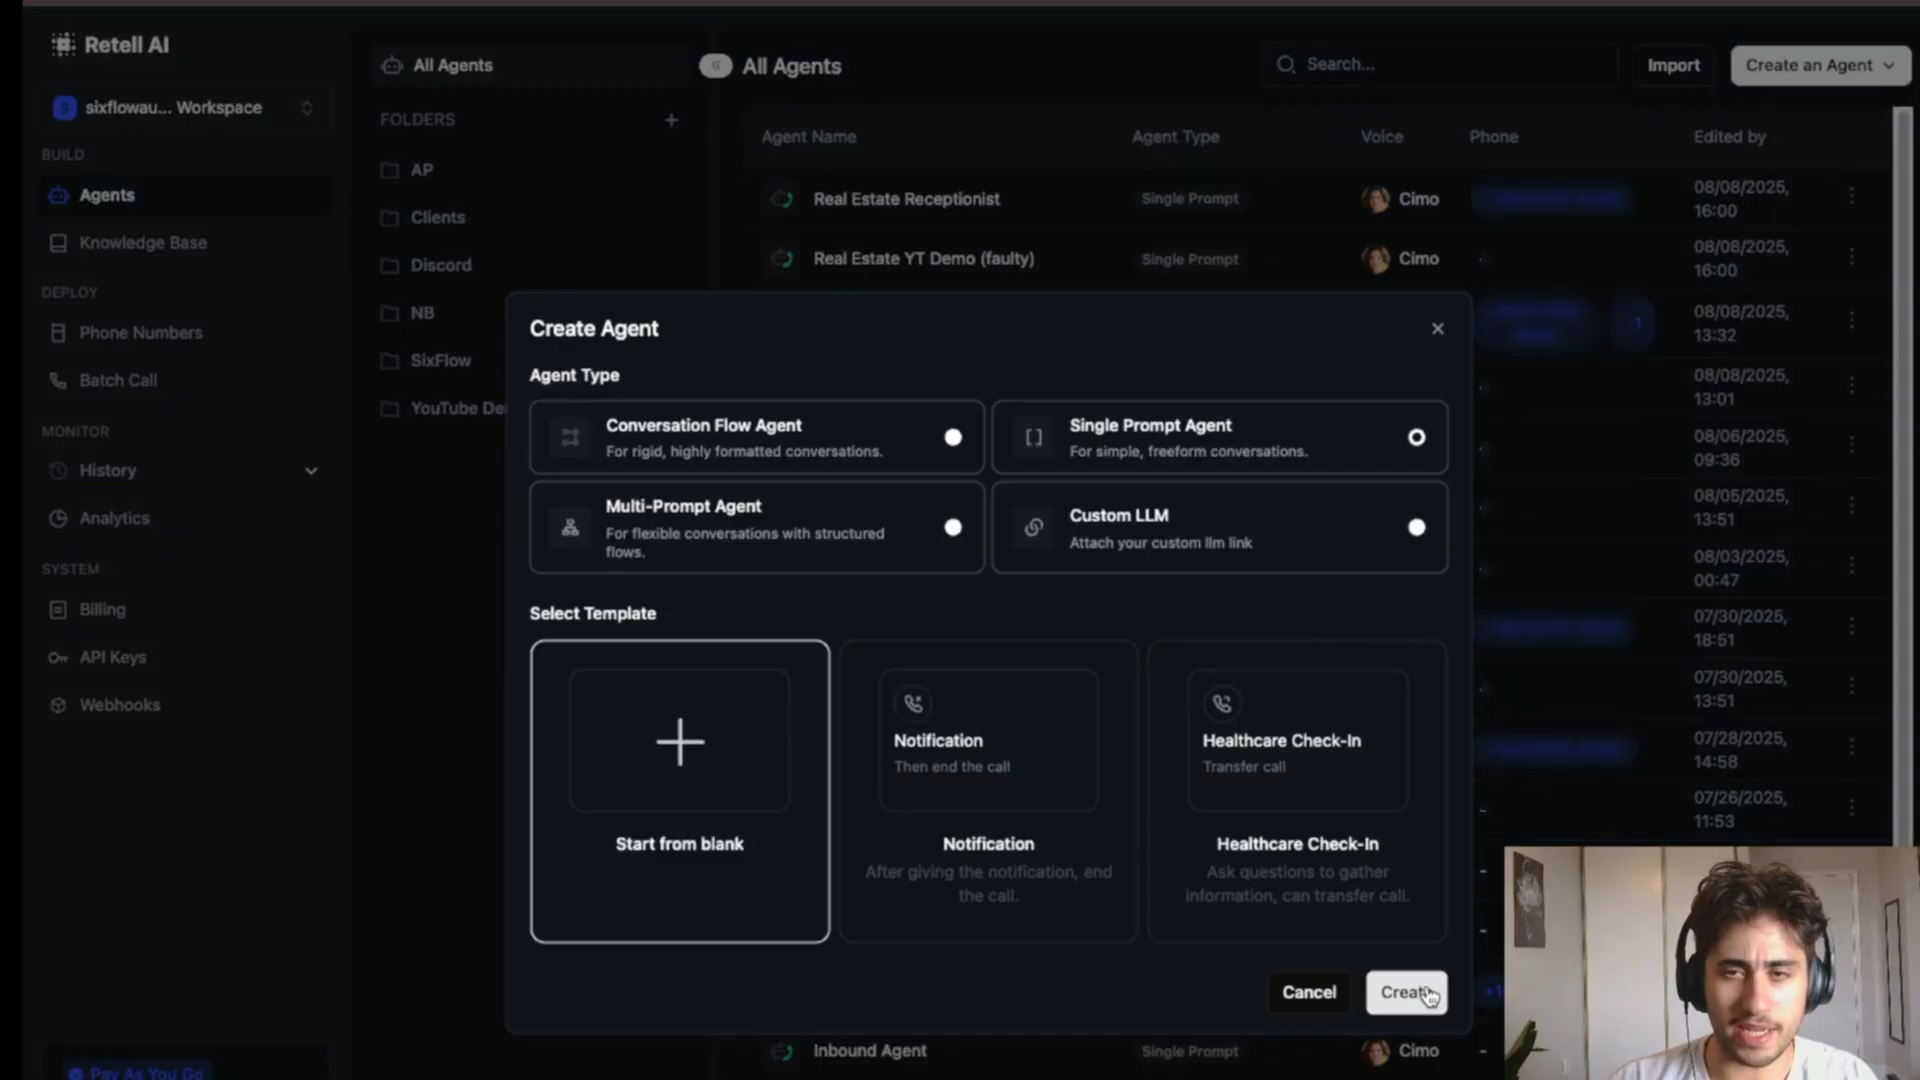 Retell AI
sixflowau... Workspace
BUILD
Agents
Knowledge Base
DEPLOY
Phone Numbers
Batch Call
MONITOR
History
Analytics
SYSTEM
Billing
API Keys
Webhooks
Pay As You Go
All Agents
FOLDERS
AP
Clients
Discord
NB
SixFlow
YouTube De
All Agents
Search...
Import
Create an Agent
Agent Name Agent Type Voice Phone Edited by
Real Estate Receptionist Single Prompt Cimo 08/08/2025,
16:00
Real Estate YT Demo (faulty) Single Prompt Cimo 08/08/2025,
16:00
08/08/2025,
13:32
08/08/2025,
13:01
08/06/2025,
09:36
08/05/2025,
13:51
08/03/2025,
00:47
07/30/2025,
18:51
07/30/2025,
13:51
07/28/2025,
14:58
07/26/2025,
11:53
Inbound Agent Single Prompt Cimo -
Create Agent
Agent Type
Conversation Flow Agent
For rigid, highly formatted conversations.
Single Prompt Agent
For simple, freeform conversations.
Multi-Prompt Agent
For flexible conversations with structured
flows.
Custom LLM
Attach your custom llm link
Select Template
Start from blank
Notification
Then end the call
Notification
After giving the notification, end
the call.
Healthcare Check-In
Transfer call
Healthcare Check-In
Ask questions to gather
information, can transfer call.
Cancel
Create